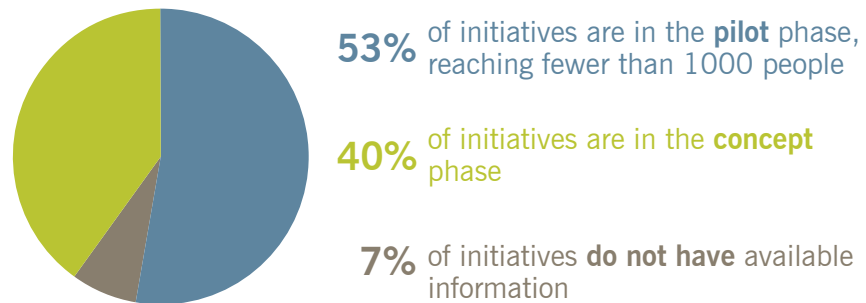 53% of initiatives are in the pilot phase,
reaching fewer than 1000 people
40% of initiatives are in the concept
phase
7% of initiatives do not have available
information